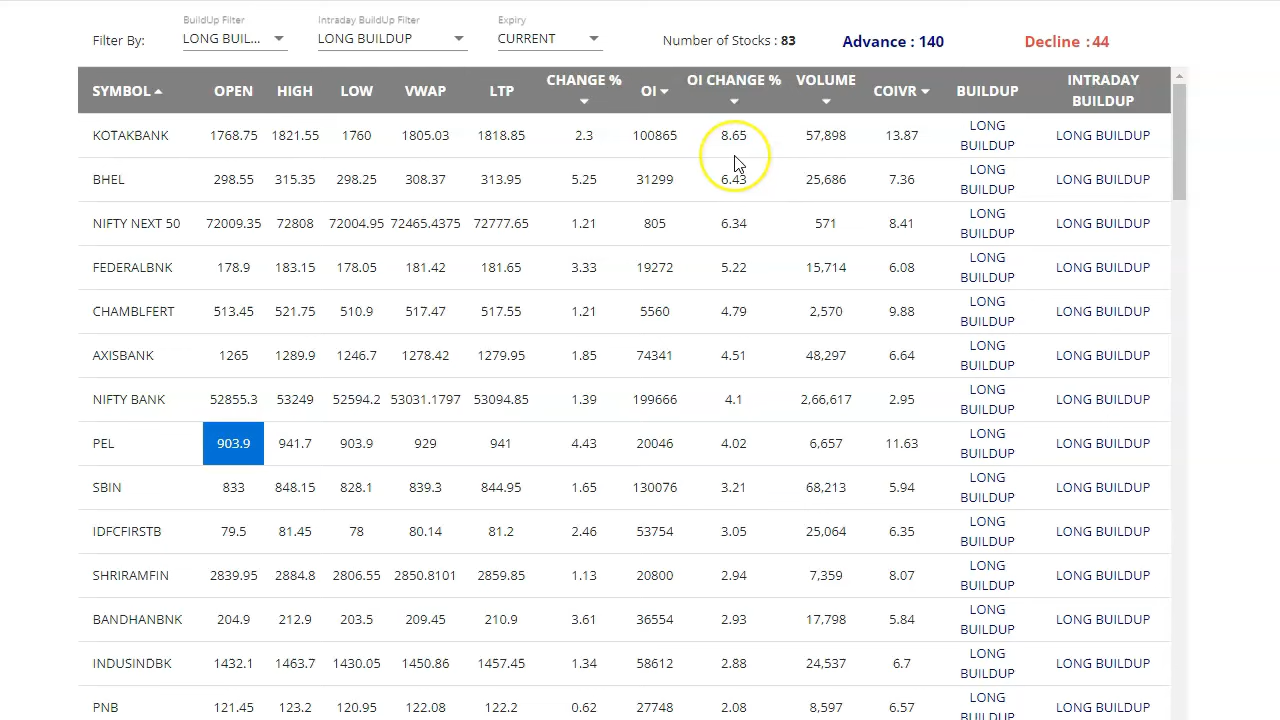 BuildUp Filter Intraday BuildUp Filter Expiry
Filter By: LONG BUIL... LONG BUILDUP CURRENT Number of Stocks : 83 Advance : 140 Decline : 44
SYMBOL OPEN HIGH LOW VWAP LTP CHANGE % OI OI CHANGE % VOLUME COIVR BUILDUP INTRADAY BUILDUP
KOTAKBANK 1768.75 1821.55 1760 1805.03 1818.85 2.3 100865 8.65 57,898 13.87 LONG BUILDUP LONG BUILDUP
BHEL 298.55 315.35 298.25 308.37 313.95 5.25 31299 6.43 25,686 7.36 LONG BUILDUP LONG BUILDUP
NIFTY NEXT 50 72009.35 72808 72004.95 72465.4375 72777.65 1.21 805 6.34 571 8.41 LONG BUILDUP LONG BUILDUP
FEDERALBNK 178.9 183.15 178.05 181.42 181.65 3.33 19272 5.22 15,714 6.08 LONG BUILDUP LONG BUILDUP
CHAMBLFERT 513.45 521.75 510.9 517.47 517.55 1.21 5560 4.79 2,570 9.88 LONG BUILDUP LONG BUILDUP
AXISBANK 1265 1289.9 1246.7 1278.42 1279.95 1.85 74341 4.51 48,297 6.64 LONG BUILDUP LONG BUILDUP
NIFTY BANK 52855.3 53249 52594.2 53031.1797 53094.85 1.39 199666 4.1 2,66,617 2.95 LONG BUILDUP LONG BUILDUP
PEL 903.9 941.7 903.9 929 941 4.43 20046 4.02 6,657 11.63 LONG BUILDUP LONG BUILDUP
SBIN 833 848.15 828.1 839.3 844.95 1.65 130076 3.21 68,213 5.94 LONG BUILDUP LONG BUILDUP
IDFCFIRSTB 79.5 81.45 78 80.14 81.2 2.46 53754 3.05 25,064 6.35 LONG BUILDUP LONG BUILDUP
SHRIRAMFIN 2839.95 2884.8 2806.55 2850.8101 2859.85 1.13 20800 2.94 7,359 8.07 LONG BUILDUP LONG BUILDUP
BANDHANBNK 204.9 212.9 203.5 209.45 210.9 3.61 36554 2.93 17,798 5.84 LONG BUILDUP LONG BUILDUP
INDUSINDBK 1432.1 1463.7 1430.05 1450.86 1457.45 1.34 58612 2.88 24,537 6.7 LONG BUILDUP LONG BUILDUP
PNB 121.45 123.2 120.95 122.08 122.2 0.62 27748 2.08 8,597 6.57 LONG BUILDUP LONG BUILDUP